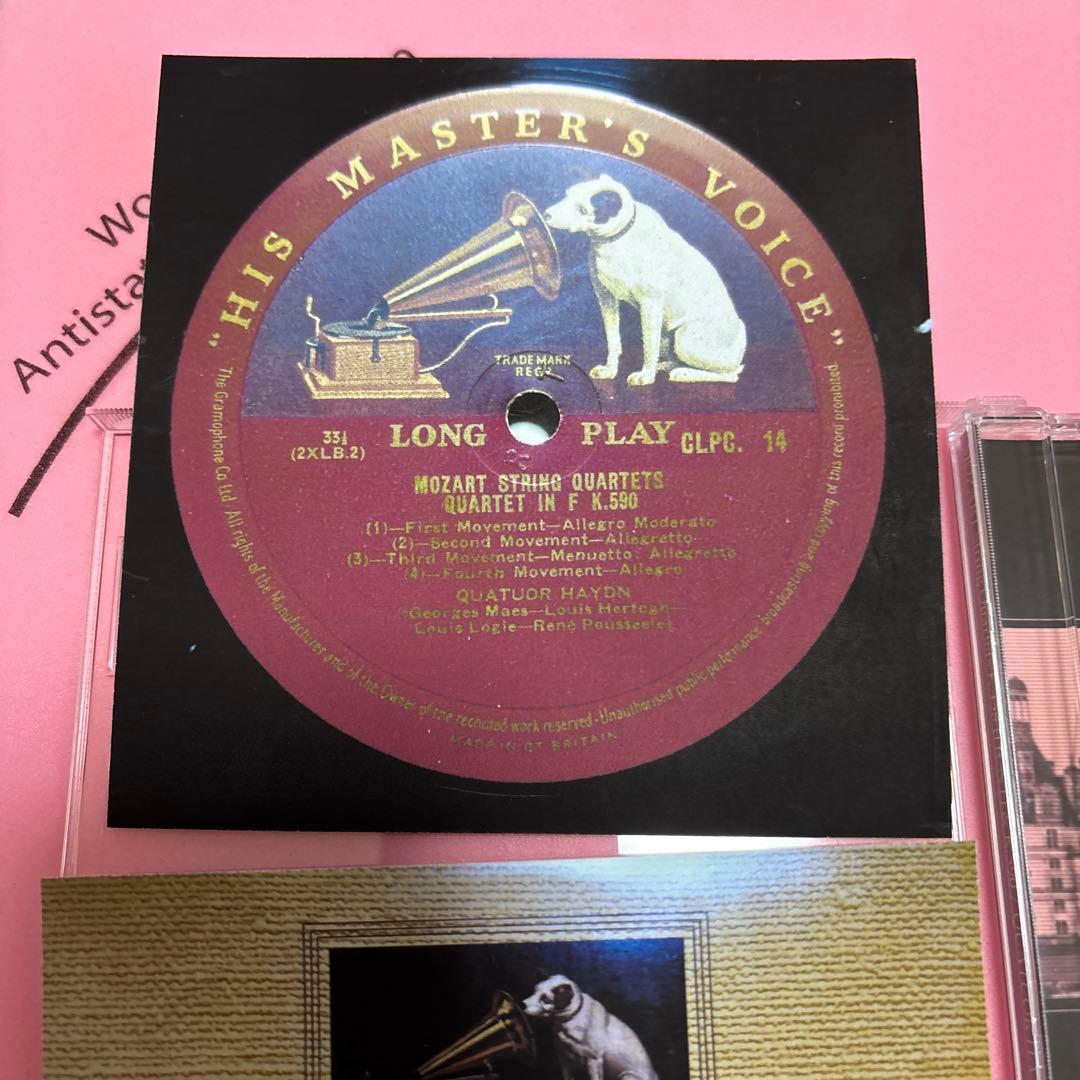 "HIS MASTER'S VOICE"
TRADE MARK
REGD.
33⅓
(2XLB.2)
LONG PLAY
CLPC. 14
MOZART STRING QUARTETS
QUARTET IN F K.590
(1)—First Movement—Allegro Moderato
(2)—Second Movement—Allegretto
(3)—Third Movement—Menuetto: Allegretto
(4)—Fourth Movement—Allegro
QUATUOR HAYDN
Georges Maes—Louis Hertogh—
Louis Logie—René Pousseele
The Gramophone Co Ltd. All rights of the Manufacturer and of the Owner of the recorded work reserved·Unauthorised public performance broadcasting and copying of this record prohibited
MADE IN GT BRITAIN
Antista